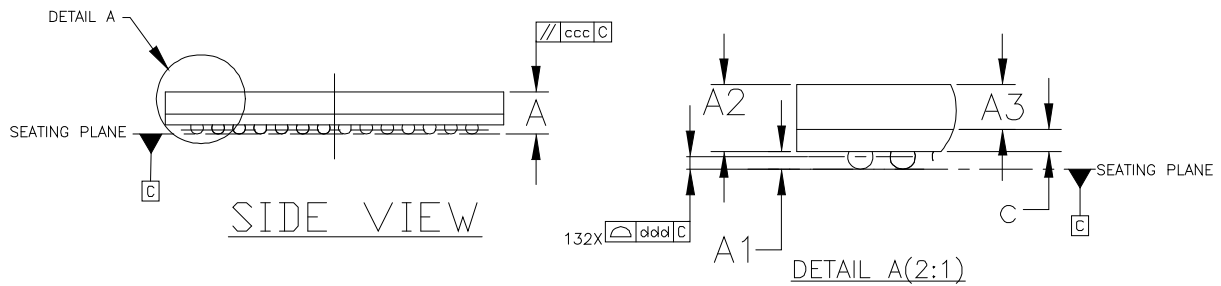 DETAIL A
// ccc C
A
SEATING PLANE
C
SIDE VIEW
A2
A3
SEATING PLANE
C
c
132X ⌓ ddd C
A1
DETAIL A(2:1)